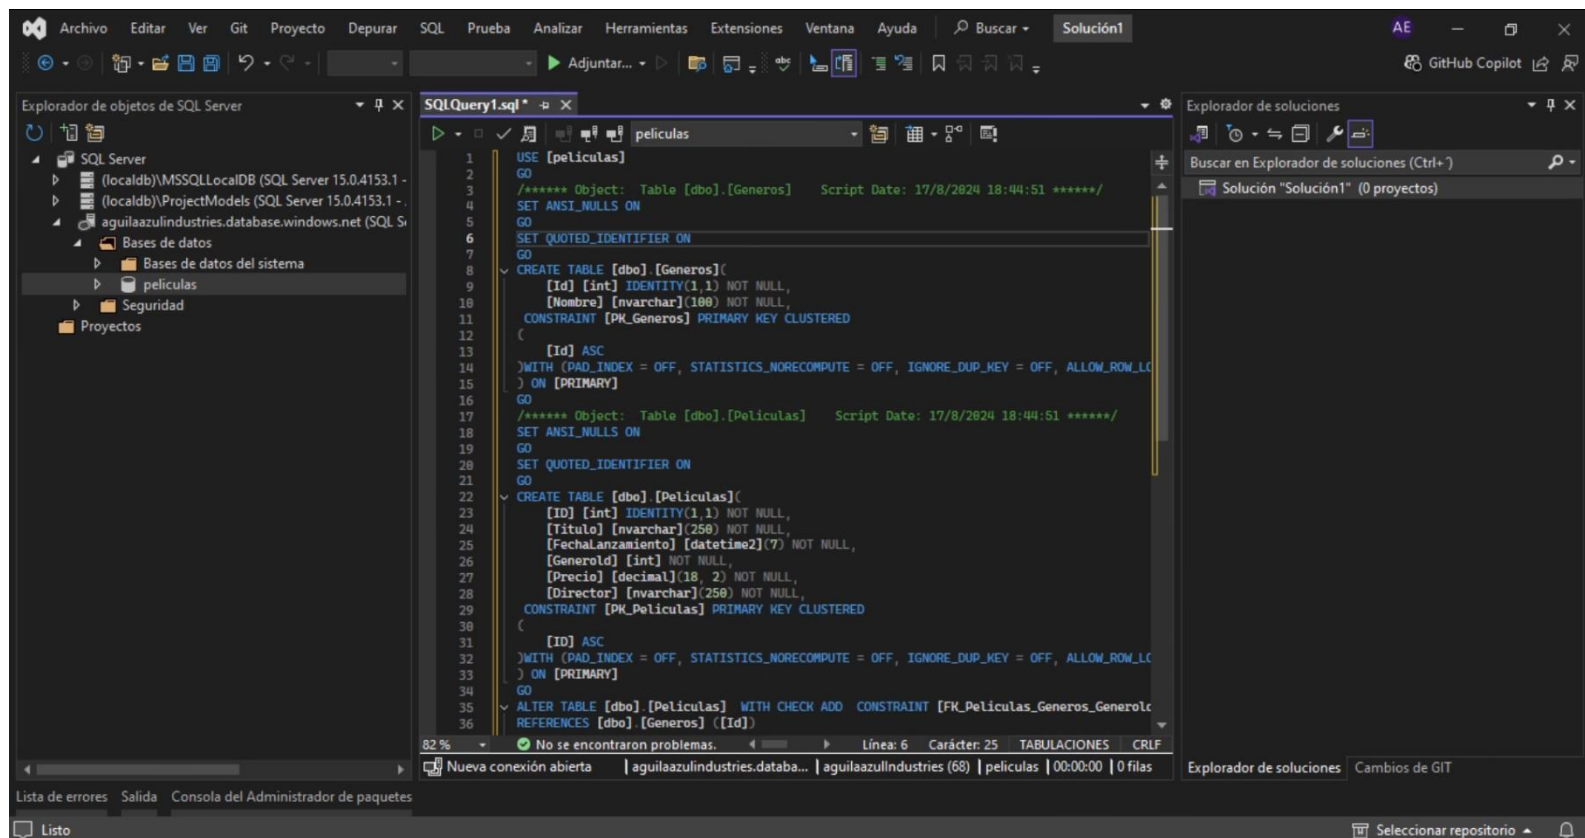 Archivo Editar Ver Git Proyecto Depurar SQL Prueba Analizar Herramientas Extensiones Ventana Ayuda Buscar Solución1 AE
Adjuntar... GitHub Copilot
Explorador de objetos de SQL Server
SQL Server
(localdb)\MSSQLLocalDB (SQL Server 15.0.4153.1 -
(localdb)\ProjectModels (SQL Server 15.0.4153.1 -
aguilaazulindustries.database.windows.net (SQL Se
Bases de datos
Bases de datos del sistema
peliculas
Seguridad
Proyectos
SQLQuery1.sql*
peliculas
1 USE [peliculas]
2 GO
3 /****** Object: Table [dbo].[Generos] Script Date: 17/8/2024 18:44:51 ******/
4 SET ANSI_NULLS ON
5 GO
6 SET QUOTED_IDENTIFIER ON
7 GO
8 CREATE TABLE [dbo].[Generos](
9 [Id] [int] IDENTITY(1,1) NOT NULL,
10 [Nombre] [nvarchar](100) NOT NULL,
11 CONSTRAINT [PK_Generos] PRIMARY KEY CLUSTERED
12 (
13 [Id] ASC
14 )WITH (PAD_INDEX = OFF, STATISTICS_NORECOMPUTE = OFF, IGNORE_DUP_KEY = OFF, ALLOW_ROW_LO
15 ) ON [PRIMARY]
16 GO
17 /****** Object: Table [dbo].[Peliculas] Script Date: 17/8/2024 18:44:51 ******/
18 SET ANSI_NULLS ON
19 GO
20 SET QUOTED_IDENTIFIER ON
21 GO
22 CREATE TABLE [dbo].[Peliculas](
23 [ID] [int] IDENTITY(1,1) NOT NULL,
24 [Titulo] [nvarchar](250) NOT NULL,
25 [FechaLanzamiento] [datetime2](7) NOT NULL,
26 [GeneroId] [int] NOT NULL,
27 [Precio] [decimal](18, 2) NOT NULL,
28 [Director] [nvarchar](250) NOT NULL,
29 CONSTRAINT [PK_Peliculas] PRIMARY KEY CLUSTERED
30 (
31 [ID] ASC
32 )WITH (PAD_INDEX = OFF, STATISTICS_NORECOMPUTE = OFF, IGNORE_DUP_KEY = OFF, ALLOW_ROW_LO
33 ) ON [PRIMARY]
34 GO
35 ALTER TABLE [dbo].[Peliculas] WITH CHECK ADD CONSTRAINT [FK_Peliculas_Generos_GeneroId
36 REFERENCES [dbo].[Generos] ([Id])
82 % No se encontraron problemas. Línea: 6 Carácter: 25 TABULACIONES CRLF
Nueva conexión abierta | aguilaazulindustries.databa... | aguilaazulIndustries (68) | peliculas | 00:00:00 | 0 filas
Explorador de soluciones
Buscar en Explorador de soluciones (Ctrl+´)
Solución "Solución1" (0 proyectos)
Explorador de soluciones Cambios de GIT
Lista de errores Salida Consola del Administrador de paquetes
Listo Seleccionar repositorio